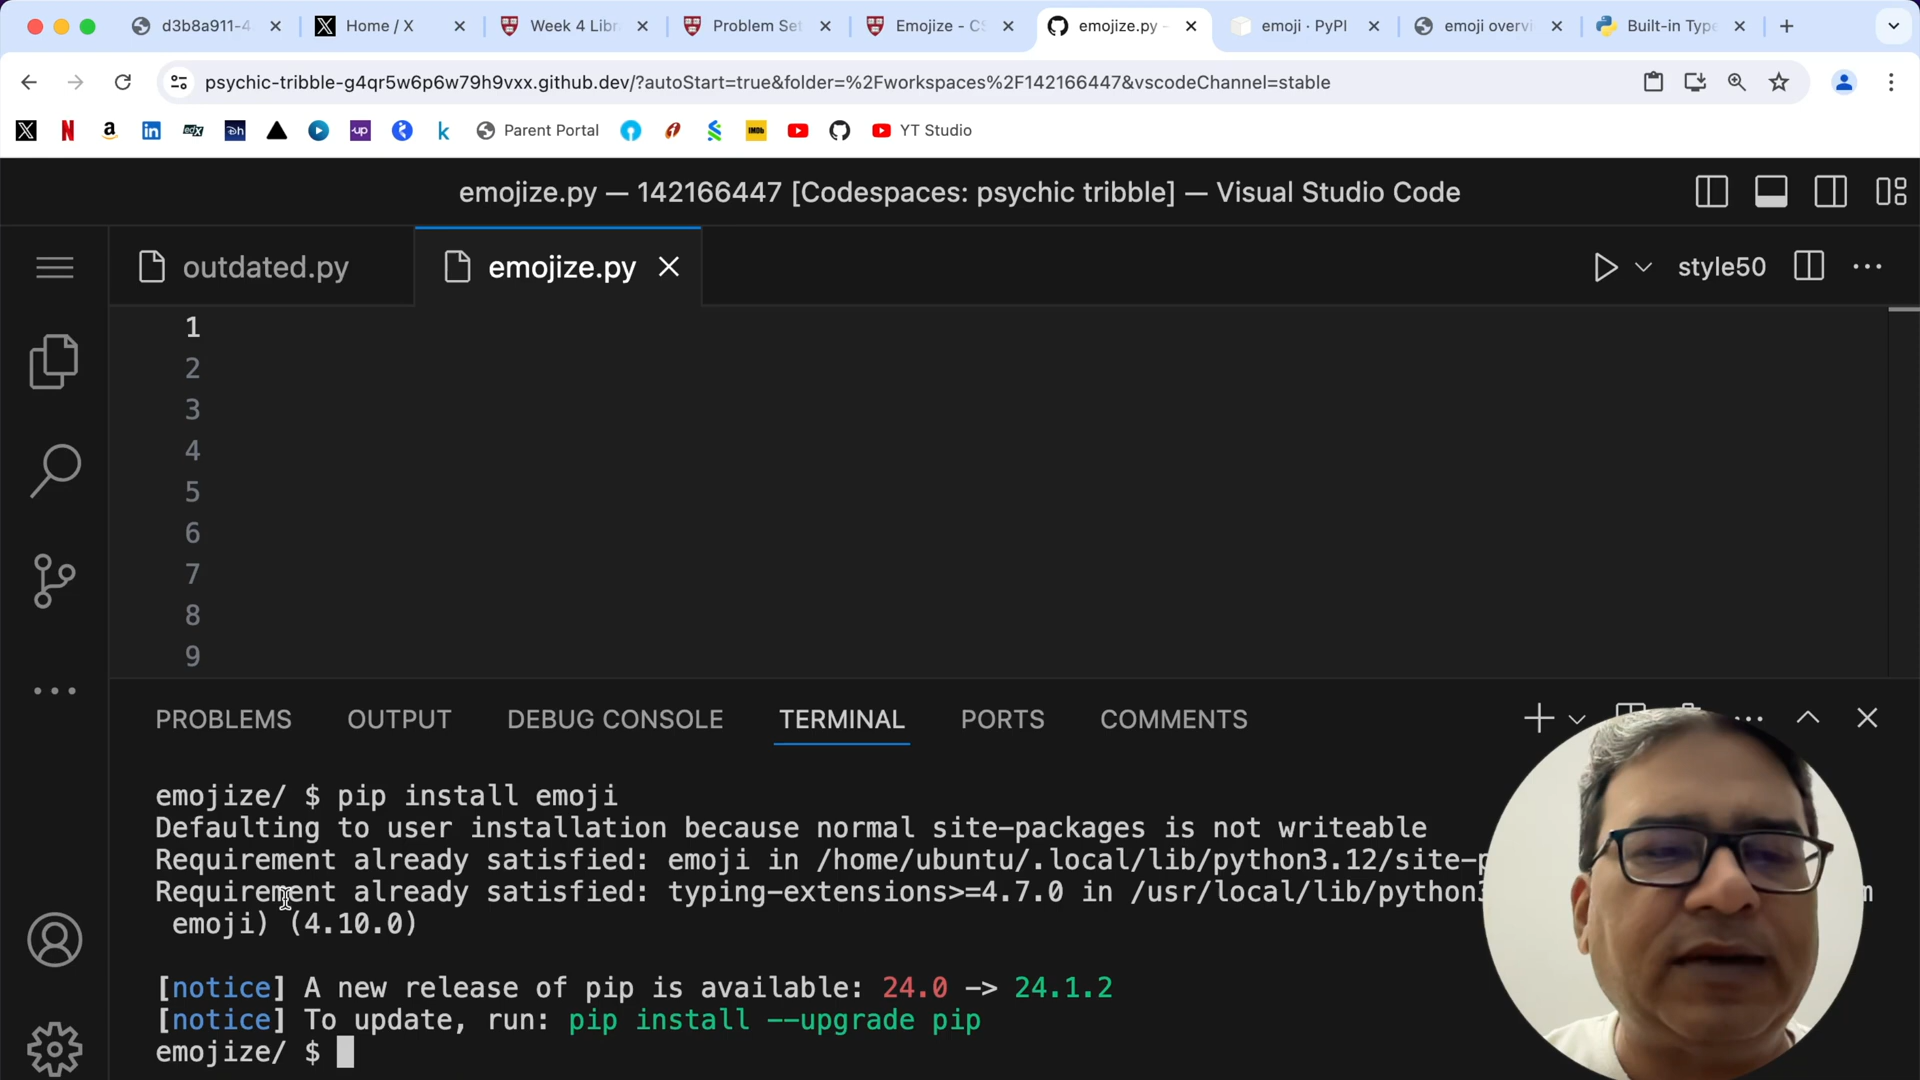 d3b8a911-4
Home / X
Week 4 Libr
Problem Set
Emojize - CS
emojize.py -
emoji · PyPI
emoji overvi
Built-in Type
psychic-tribble-g4qr5w6p6w79h9vxx.github.dev/?autoStart=true&folder=%2Fworkspaces%2F142166447&vscodeChannel=stable
Parent Portal
YT Studio
emojize.py — 142166447 [Codespaces: psychic tribble] — Visual Studio Code
outdated.py
emojize.py
style50
1
2
3
4
5
6
7
8
9
PROBLEMS OUTPUT DEBUG CONSOLE TERMINAL PORTS COMMENTS
emojize/ $ pip install emoji
Defaulting to user installation because normal site-packages is not writeable
Requirement already satisfied: emoji in /home/ubuntu/.local/lib/python3.12/site-p
Requirement already satisfied: typing-extensions>=4.7.0 in /usr/local/lib/python3 m
emoji) (4.10.0)
[notice] A new release of pip is available: 24.0 -> 24.1.2
[notice] To update, run: pip install --upgrade pip
emojize/ $